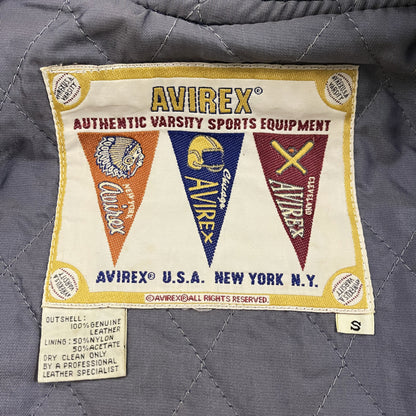 AVIREX®
AUTHENTIC VARSITY SPORTS EQUIPMENT
NEW YORK
Avirex
Chicago
AVIREX
CLEVELAND
AVIREX
AVIREX® U.S.A. NEW YORK N.Y.
©AVIREX® ALL RIGHTS RESERVED.
S
OUTSHELL:
100% GENUINE
LEATHER
LINING: 50% NYLON
50% ACETATE
DRY CLEAN ONLY
BY A PROFESSIONAL
LEATHER SPECIALIST